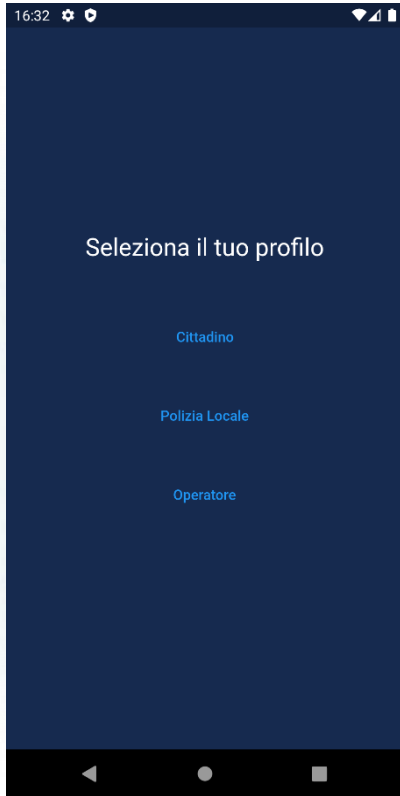 16:32
Seleziona il tuo profilo
Cittadino
Polizia Locale
Operatore